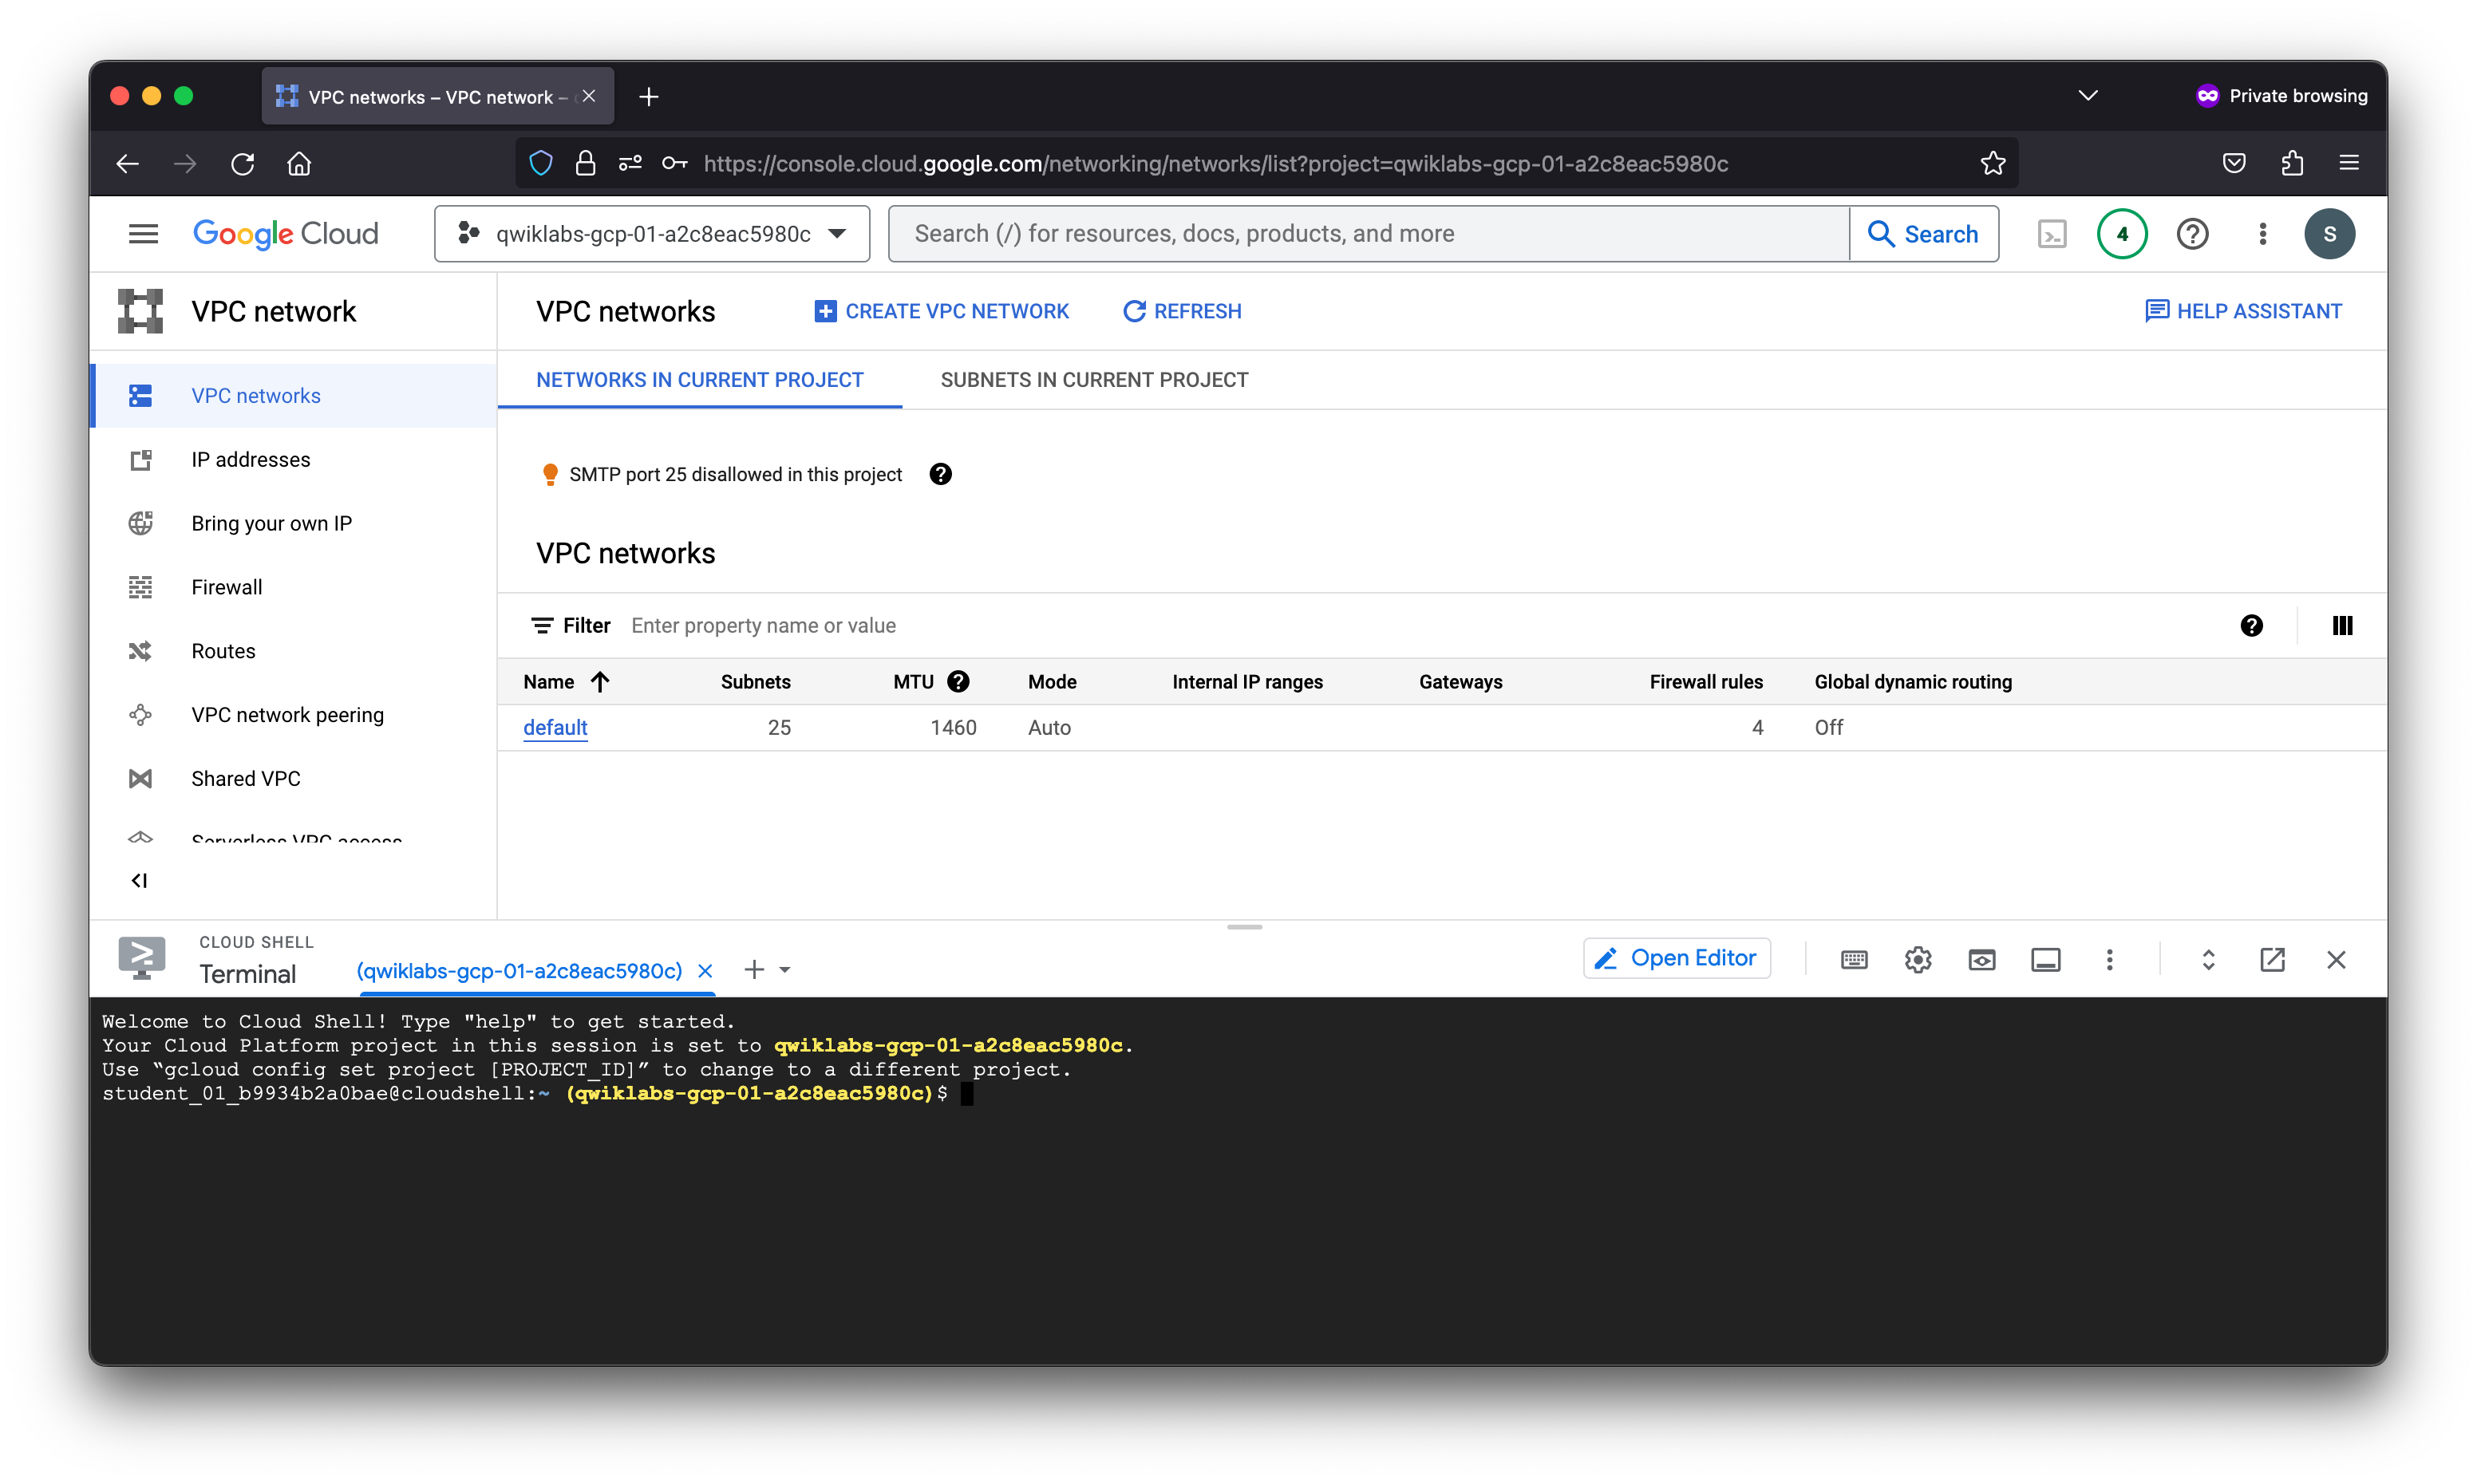 VPC networks – VPC network –
Private browsing
https://console.cloud.google.com/networking/networks/list?project=qwiklabs-gcp-01-a2c8eac5980c
Google Cloud
qwiklabs-gcp-01-a2c8eac5980c
Search (/) for resources, docs, products, and more
Search
4
S
VPC network
VPC networks
CREATE VPC NETWORK
REFRESH
HELP ASSISTANT
VPC networks
IP addresses
Bring your own IP
Firewall
Routes
VPC network peering
Shared VPC
Serverless VPC access
NETWORKS IN CURRENT PROJECT
SUBNETS IN CURRENT PROJECT
SMTP port 25 disallowed in this project
VPC networks
Filter Enter property name or value
Name Subnets MTU Mode Internal IP ranges Gateways Firewall rules Global dynamic routing
default 25 1460 Auto 4 Off
CLOUD SHELL
Terminal
(qwiklabs-gcp-01-a2c8eac5980c)
Open Editor
Welcome to Cloud Shell! Type "help" to get started.
Your Cloud Platform project in this session is set to qwiklabs-gcp-01-a2c8eac5980c.
Use “gcloud config set project [PROJECT_ID]” to change to a different project.
student_01_b9934b2a0bae@cloudshell:~ (qwiklabs-gcp-01-a2c8eac5980c)$